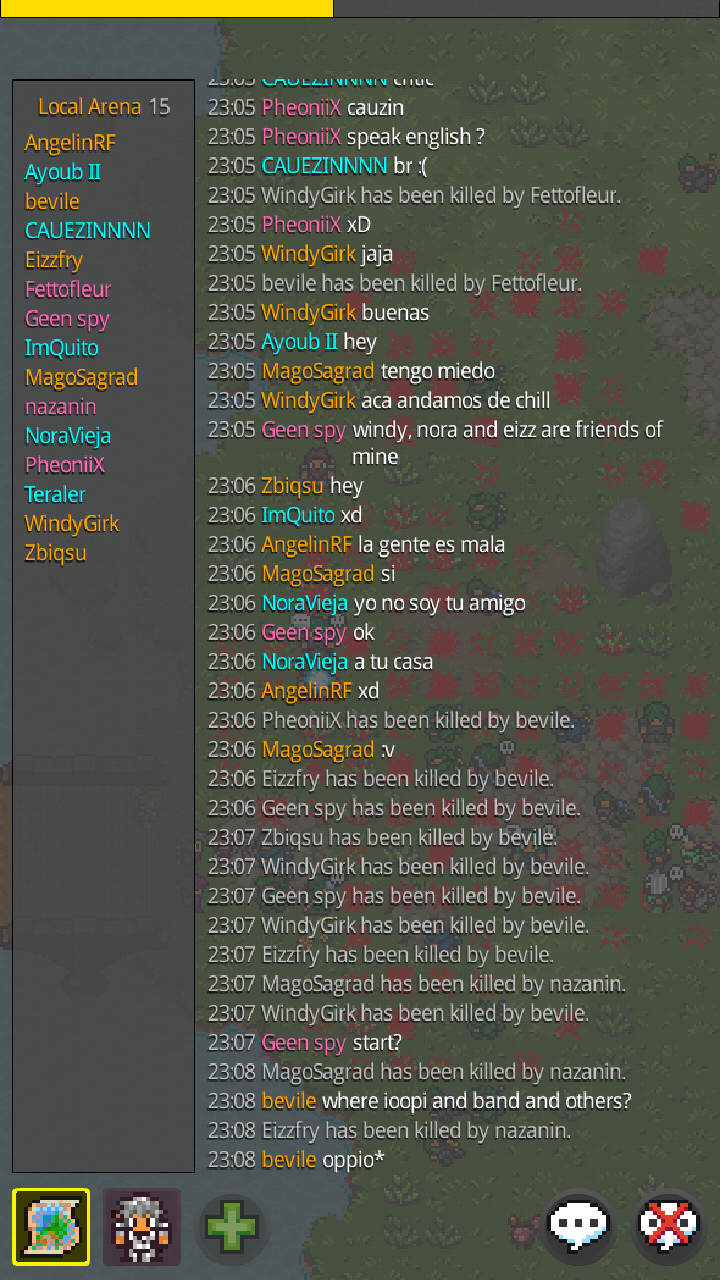 Local Arena 15
AngelinRF
Ayoub II
bevile
CAUEZINNNN
Eizzfry
Fettofleur
Geen spy
ImQuito
MagoSagrad
nazanin
NoraVieja
PheoniiX
Teraler
WindyGirk
Zbiqsu
23:05 CAUEZINNNN
23:05 PheoniiX cauzin
23:05 PheoniiX speak english ?
23:05 CAUEZINNNN br :(
23:05 WindyGirk has been killed by Fettofleur.
23:05 PheoniiX xD
23:05 WindyGirk jaja
23:05 bevile has been killed by Fettofleur.
23:05 WindyGirk buenas
23:05 Ayoub II hey
23:05 MagoSagrad tengo miedo
23:05 WindyGirk aca andamos de chill
23:05 Geen spy windy, nora and eizz are friends of
mine
23:06 Zbiqsu hey
23:06 ImQuito xd
23:06 AngelinRF la gente es mala
23:06 MagoSagrad si
23:06 NoraVieja yo no soy tu amigo
23:06 Geen spy ok
23:06 NoraVieja a tu casa
23:06 AngelinRF xd
23:06 PheoniiX has been killed by bevile.
23:06 MagoSagrad :v
23:06 Eizzfry has been killed by bevile.
23:06 Geen spy has been killed by bevile.
23:07 Zbiqsu has been killed by bevile.
23:07 WindyGirk has been killed by bevile.
23:07 Geen spy has been killed by bevile.
23:07 WindyGirk has been killed by bevile.
23:07 Eizzfry has been killed by bevile.
23:07 MagoSagrad has been killed by nazanin.
23:07 WindyGirk has been killed by bevile.
23:07 Geen spy start?
23:08 MagoSagrad has been killed by nazanin.
23:08 bevile where ioopi and band and others?
23:08 Eizzfry has been killed by nazanin.
23:08 bevile oppio*